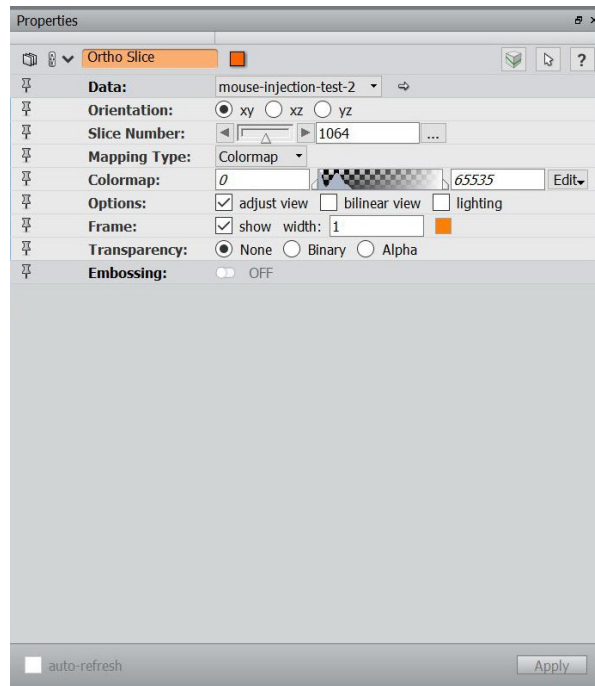 Properties
Ortho Slice ?
Data: mouse-injection-test-2
Orientation: xy xz yz
Slice Number: 1064 ...
Mapping Type: Colormap
Colormap: 0 65535 Edit
Options: adjust view bilinear view lighting
Frame: show width: 1
Transparency: None Binary Alpha
Embossing: OFF
auto-refresh Apply